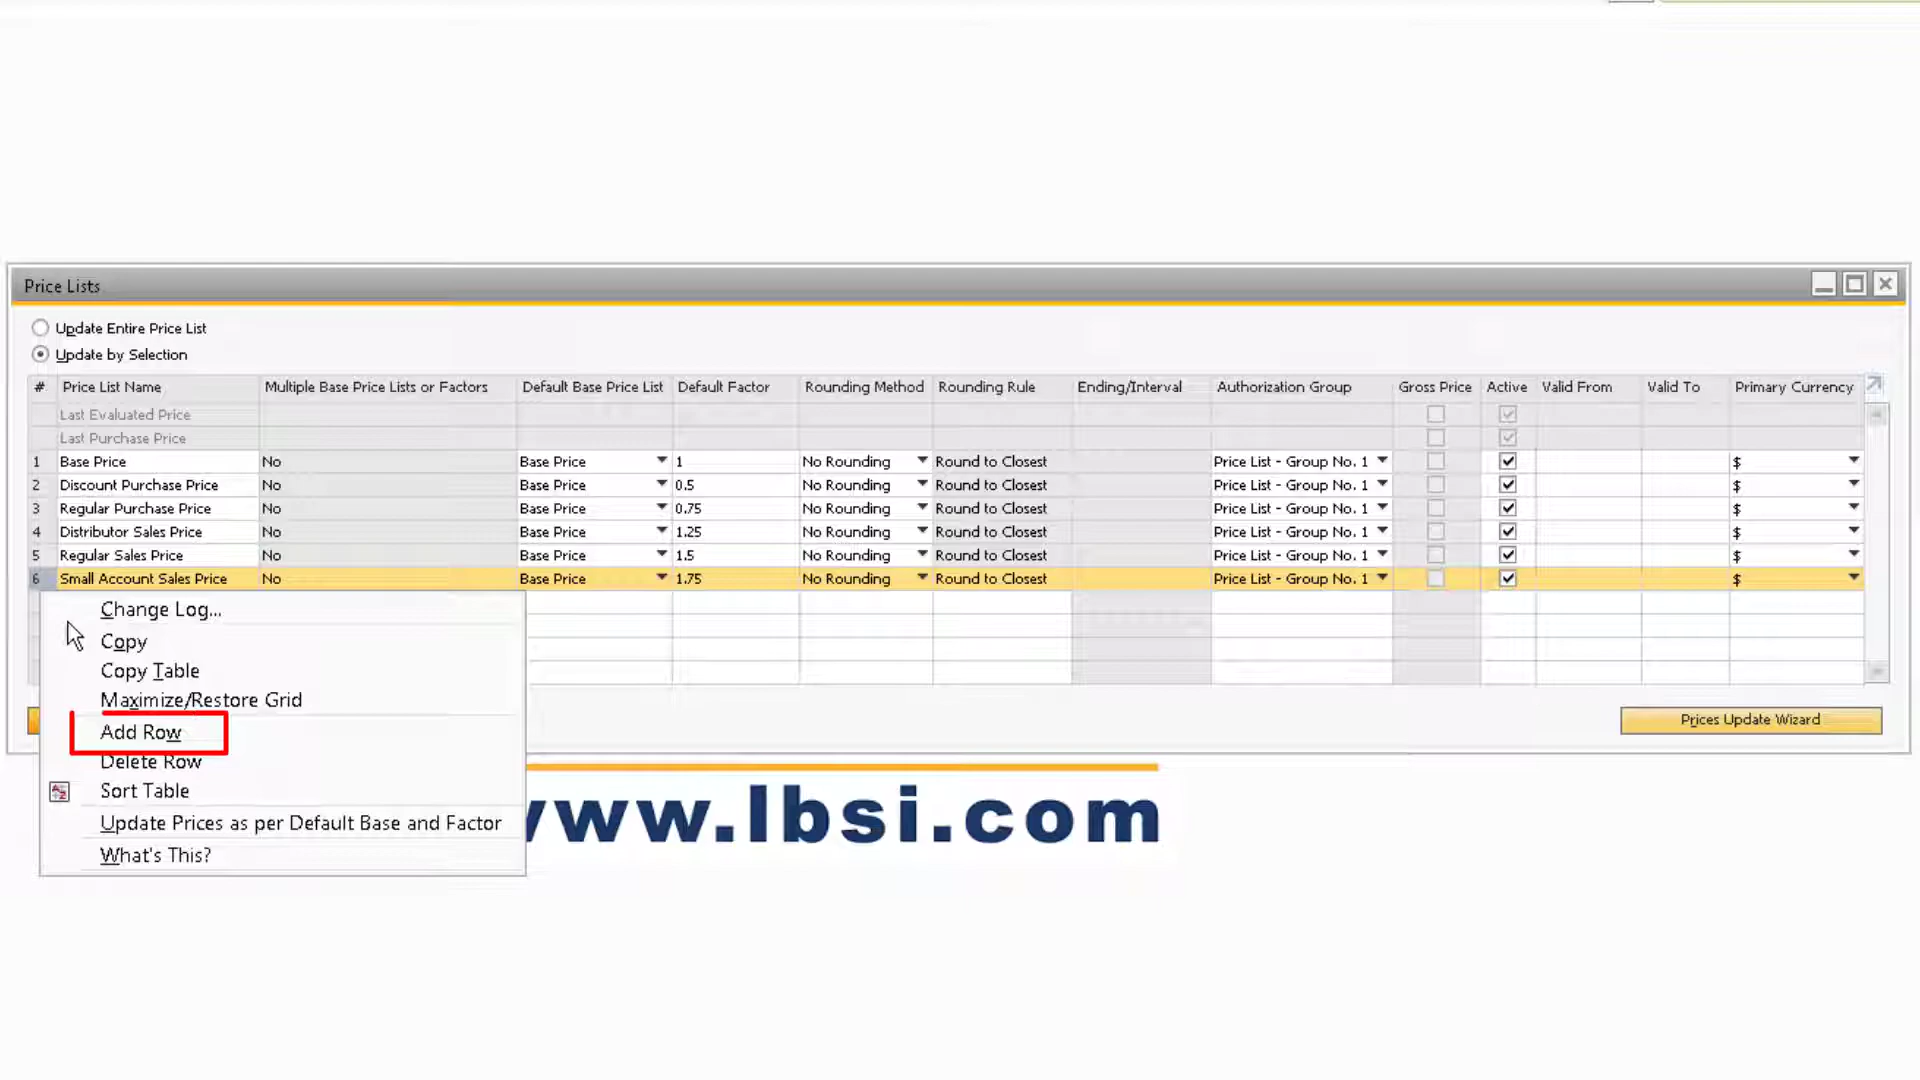 Price Lists
Update Entire Price List
Update by Selection
# Price List Name Multiple Base Price Lists or Factors Default Base Price List Default Factor Rounding Method Rounding Rule Ending/Interval Authorization Group Gross Price Active Valid From Valid To Primary Currency
Last Evaluated Price
Last Purchase Price
1 Base Price No Base Price 1 No Rounding Round to Closest Price List - Group No. 1 $
2 Discount Purchase Price No Base Price 0.5 No Rounding Round to Closest Price List - Group No. 1 $
3 Regular Purchase Price No Base Price 0.75 No Rounding Round to Closest Price List - Group No. 1 $
4 Distributor Sales Price No Base Price 1.25 No Rounding Round to Closest Price List - Group No. 1 $
5 Regular Sales Price No Base Price 1.5 No Rounding Round to Closest Price List - Group No. 1 $
6 Small Account Sales Price No Base Price 1.75 No Rounding Round to Closest Price List - Group No. 1 $
Change Log...
Copy
Copy Table
Maximize/Restore Grid
Add Row
Delete Row
Sort Table
Update Prices as per Default Base and Factor
What's This?
Prices Update Wizard
www.lbsi.com